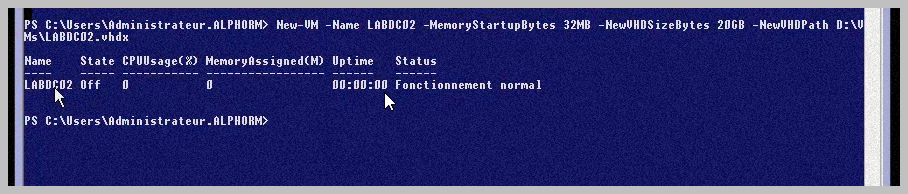 PS C:\Users\Administrateur.ALPHORM> New-VM -Name LABDC02 -MemoryStartupBytes 32MB -NewVHDSizeBytes 20GB -NewVHDPath D:\V
Ms\LABDC02.vhdx
Name State CPUUsage(%) MemoryAssigned(M) Uptime Status
---- ----- ----------- ----------------- ------ ------
LABDC02 Off 0 0 00:00:00 Fonctionnement normal
PS C:\Users\Administrateur.ALPHORM>